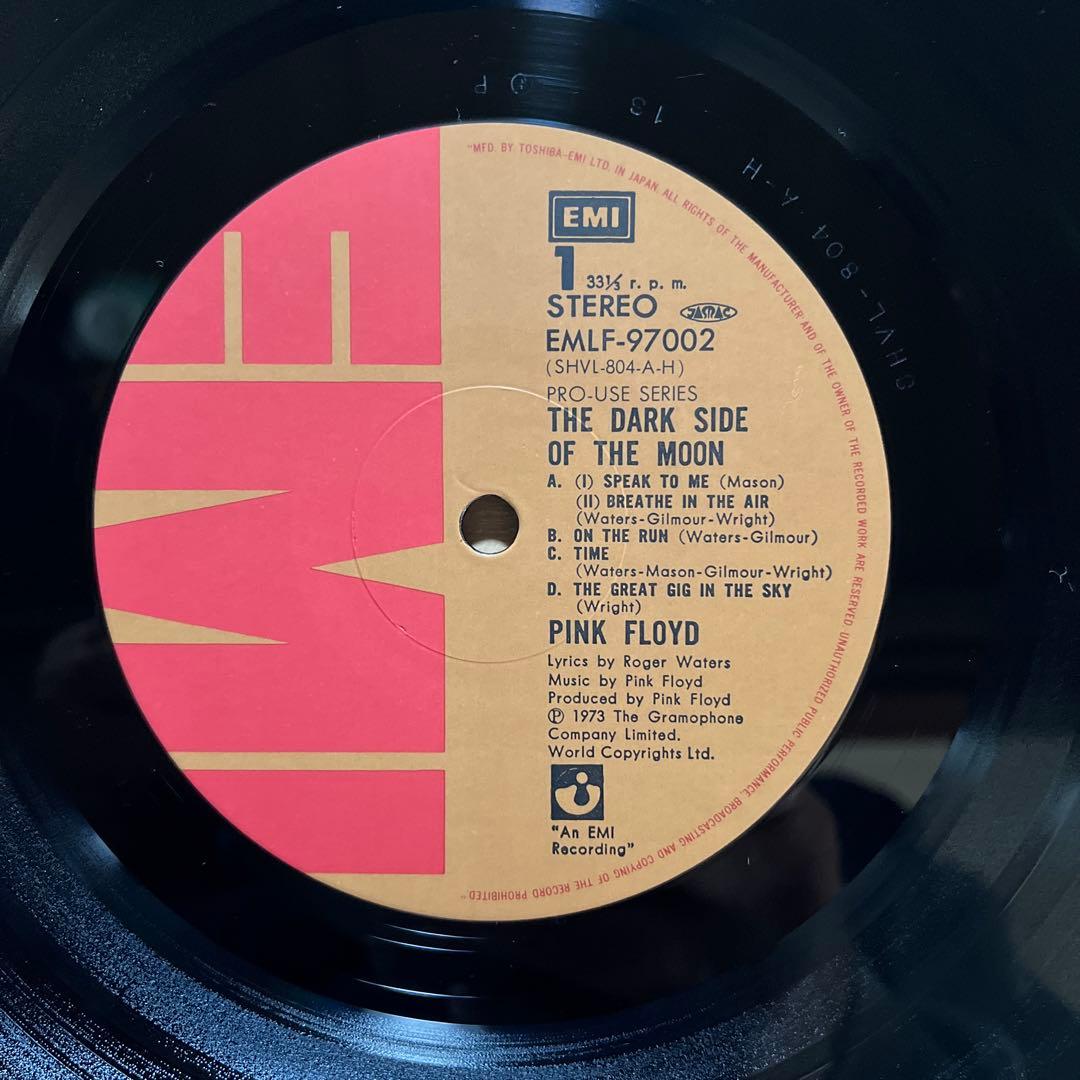 "MFD. BY TOSHIBA-EMI LTD. IN JAPAN. ALL RIGHTS OF THE MANUFACTURER AND OF THE OWNER OF THE RECORDED WORK ARE RESERVED. UNAUTHORIZED PUBLIC PERFORMANCE, BROADCASTING AND COPYING OF THE RECORD PROHIBITED"
EMI
EMI
1 33⅓ r. p. m.
STEREO JASRAC
EMLF-97002
(SHVL-804-A-H)
PRO-USE SERIES
THE DARK SIDE
OF THE MOON
A. (I) SPEAK TO ME (Mason)
(II) BREATHE IN THE AIR
(Waters-Gilmour-Wright)
B. ON THE RUN (Waters-Gilmour)
C. TIME
(Waters-Mason-Gilmour-Wright)
D. THE GREAT GIG IN THE SKY
(Wright)
PINK FLOYD
Lyrics by Roger Waters
Music by Pink Floyd
Produced by Pink Floyd
℗ 1973 The Gramophone
Company Limited.
World Copyrights Ltd.
"An EMI
Recording"
SHVL-804 A-H 13